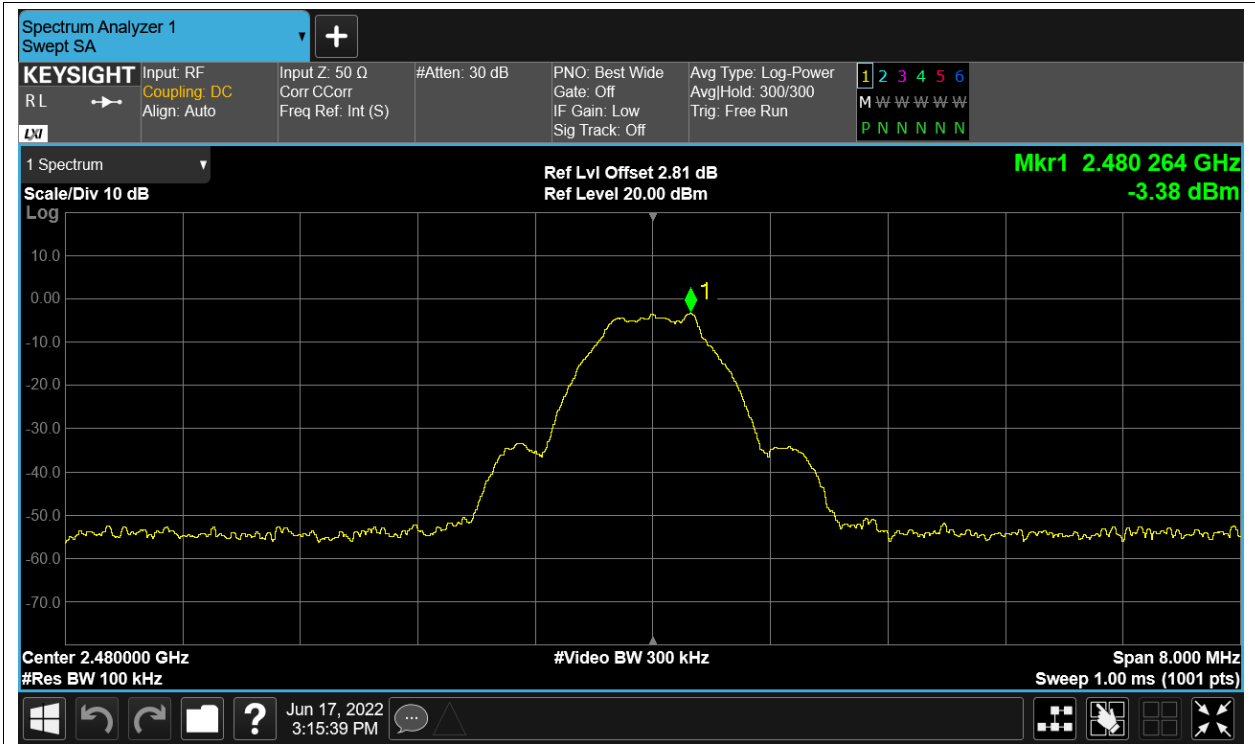 Spectrum Analyzer 1
Swept SA
KEYSIGHT
R L
LXI
Input: RF
Coupling: DC
Align: Auto
Input Z: 50 Ω
Corr CCorr
Freq Ref: Int (S)
#Atten: 30 dB
PNO: Best Wide
Gate: Off
IF Gain: Low
Sig Track: Off
Avg Type: Log-Power
Avg|Hold: 300/300
Trig: Free Run
1 2 3 4 5 6
M W W W W W
P N N N N N
1 Spectrum
Scale/Div 10 dB
Log
Ref Lvl Offset 2.81 dB
Ref Level 20.00 dBm
Mkr1 2.480 264 GHz
-3.38 dBm
10.0
0.00
-10.0
-20.0
-30.0
-40.0
-50.0
-60.0
-70.0
1
Center 2.480000 GHz
#Res BW 100 kHz
#Video BW 300 kHz
Span 8.000 MHz
Sweep 1.00 ms (1001 pts)
?
Jun 17, 2022
3:15:39 PM